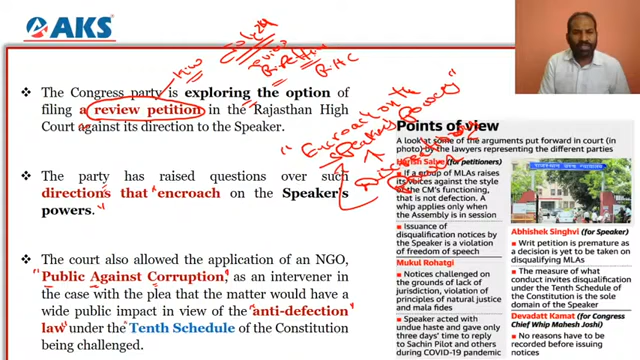 AKS
The Congress party is exploring the option of
filing a review petition in the Rajasthan High
Court against its direction to the Speaker.
The party has raised questions over such
directions that encroach on the Speaker's
powers.
The court also allowed the application of an NGO,
Public Against Corruption, as an intervener in
the case with the plea that the matter would have a
wide public impact in view of the "anti-defection
law" under the Tenth Schedule of the Constitution
being challenged.
"Encroach on the
Speakers Powers"
Points of view
A look at some of the arguments put forward in court (in
photo) by the lawyers representing the different parties
Harish Salve (for petitioners)
If a group of MLAs raises
its voices against the style
of the CM's functioning, that
is not defection. A
whip applies only when
the Assembly is in session
Issuance of
disqualification notices by
the Speaker is a violation
of freedom of speech
Mukul Rohatgi
Notices challenged on
the grounds of lack of
jurisdiction, violation of
principles of natural justice
and mala fides
Speaker acted with
undue haste and gave only
three days' time to reply
to Sachin Pilot and others
during COVID-19 pandemic
Abhishek Singhvi (for Speaker)
Writ petition is premature as
a decision is yet to be taken on
disqualifying MLAs
The measure of what
conduct invites disqualification
under the Tenth Schedule of
the Constitution is the sole
domain of the Speaker
Devadatt Kamat (for Congress
Chief Whip Mahesh Joshi)
No reasons have to be
recorded before issuing
notices